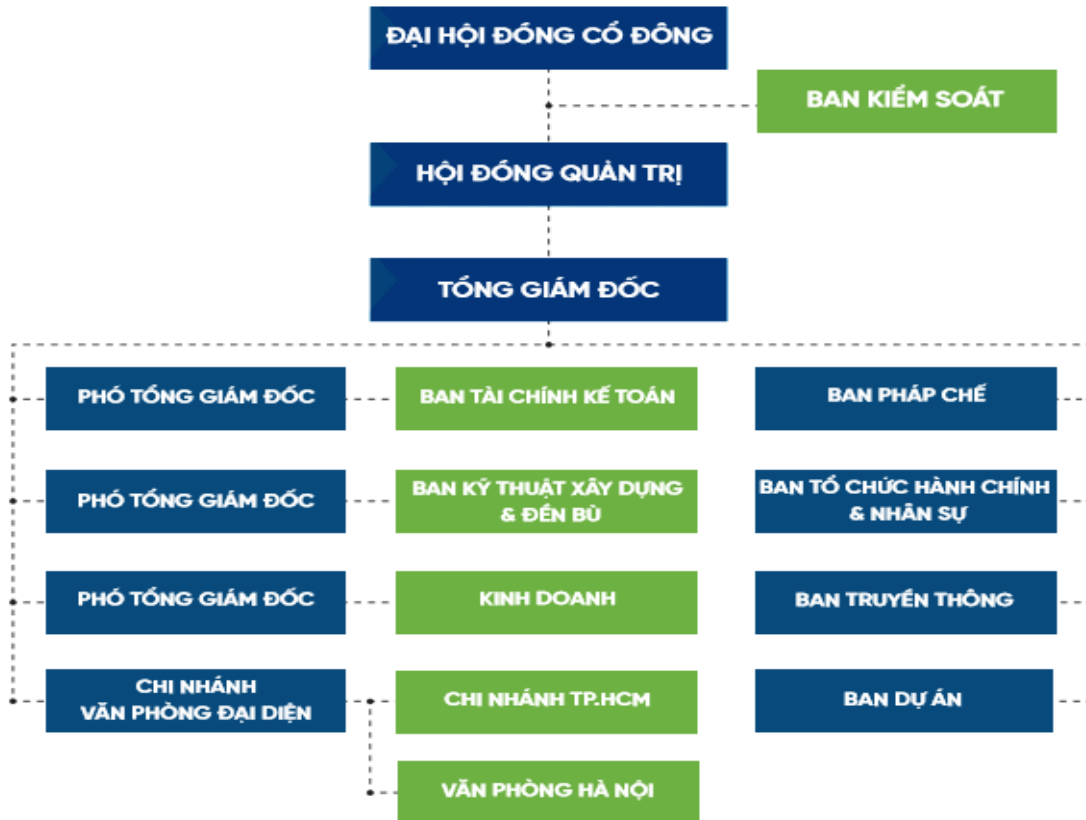 ĐẠI HỘI ĐỒNG CỔ ĐÔNG
BAN KIỂM SOÁT
HỘI ĐỒNG QUẢN TRỊ
TỔNG GIÁM ĐỐC
PHÓ TỔNG GIÁM ĐỐC
BAN TÀI CHÍNH KẾ TOÁN
BAN PHÁP CHẾ
PHÓ TỔNG GIÁM ĐỐC
BAN KỸ THUẬT XÂY DỰNG
& ĐỀN BÙ
BAN TỔ CHỨC HÀNH CHÍNH
& NHÂN SỰ
PHÓ TỔNG GIÁM ĐỐC
KINH DOANH
BAN TRUYỀN THÔNG
CHI NHÁNH
VĂN PHÒNG ĐẠI DIỆN
CHI NHÁNH TP.HCM
BAN DỰ ÁN
VĂN PHÒNG HÀ NỘI